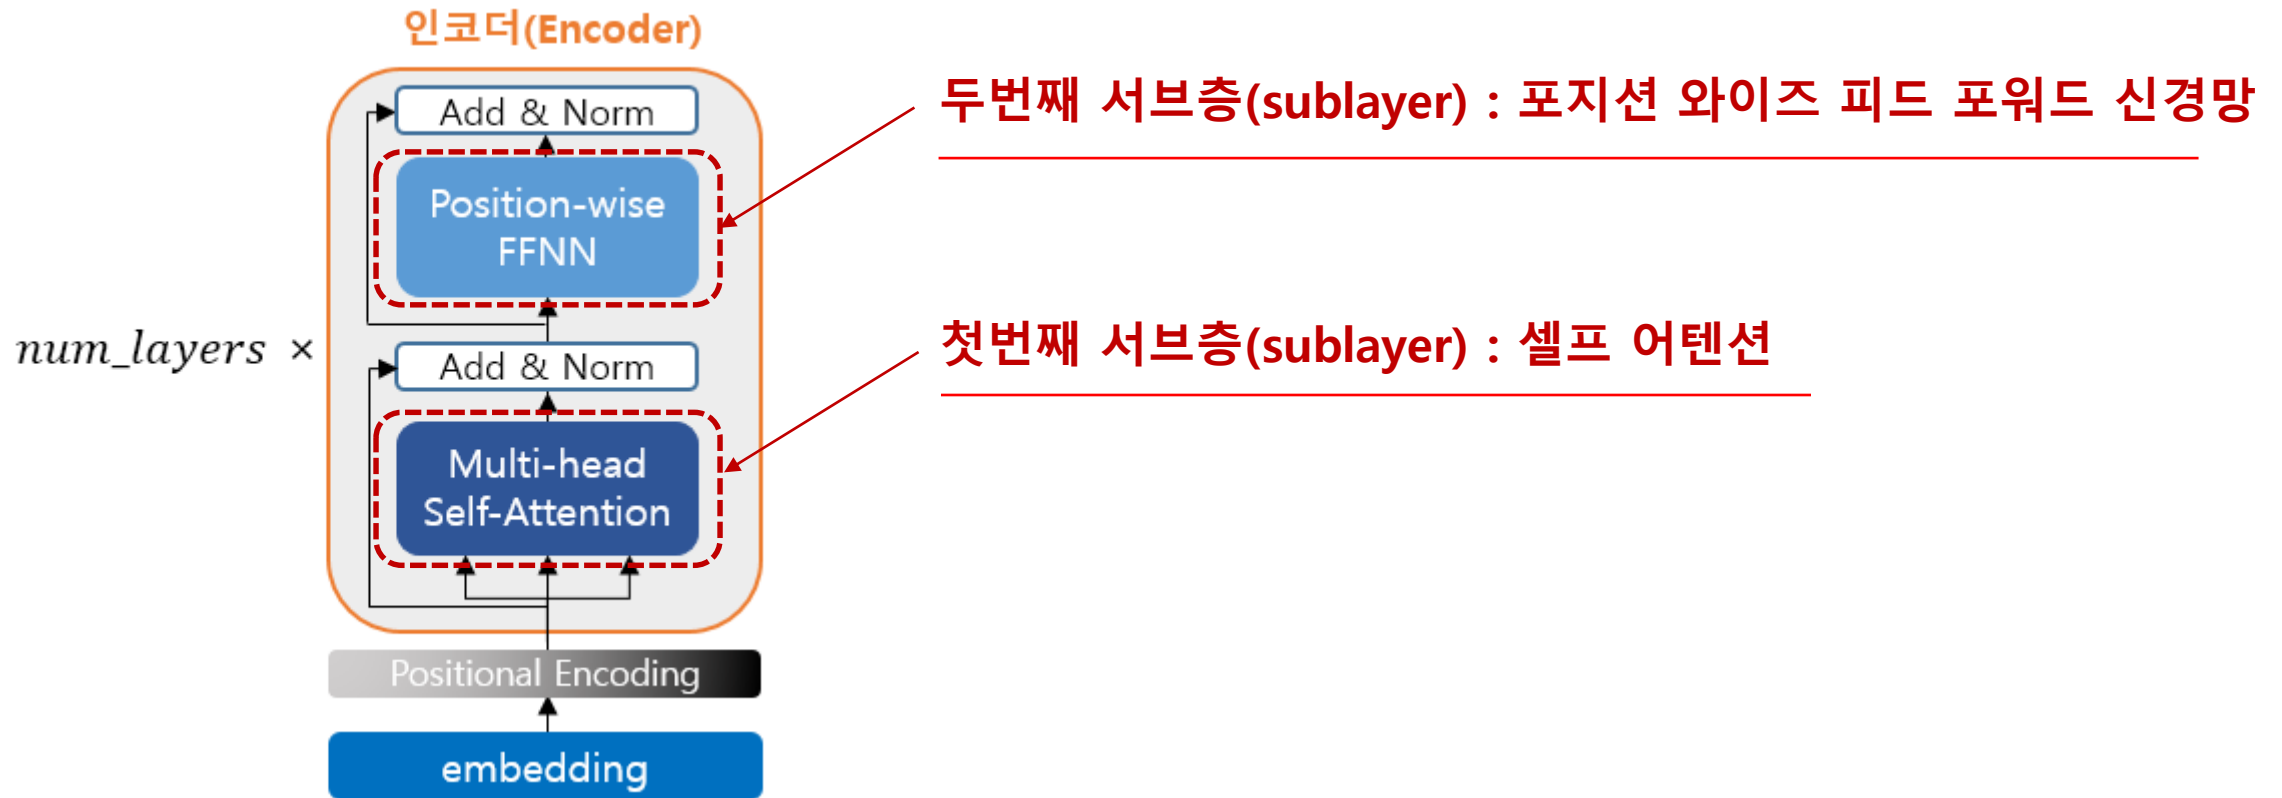 인코더(Encoder)
Add & Norm
두번째 서브층(sublayer) : 포지션 와이즈 피드 포워드 신경망
Position-wise
FFNN
num_layers ×
Add & Norm
첫번째 서브층(sublayer) : 셀프 어텐션
Multi-head
Self-Attention
Positional Encoding
embedding